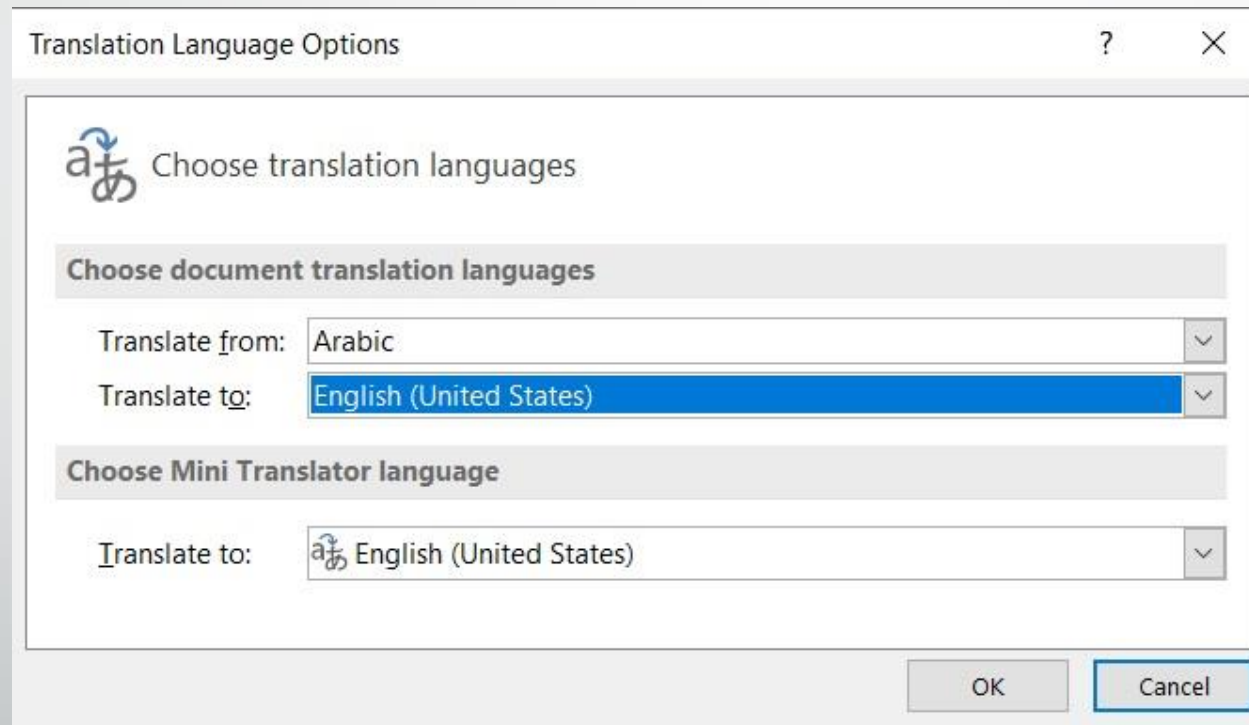 Translation Language Options ?
Choose translation languages
Choose document translation languages
Translate from: Arabic
Translate to: English (United States)
Choose Mini Translator language
Translate to: English (United States)
OK Cancel